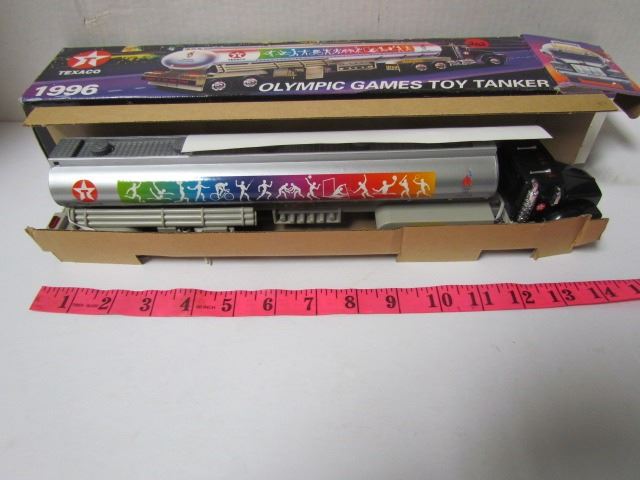 TEXACO
1996
OLYMPIC GAMES TOY TANKER
1 2 3 4 5 6 7 8 9 10 11 12 13 14